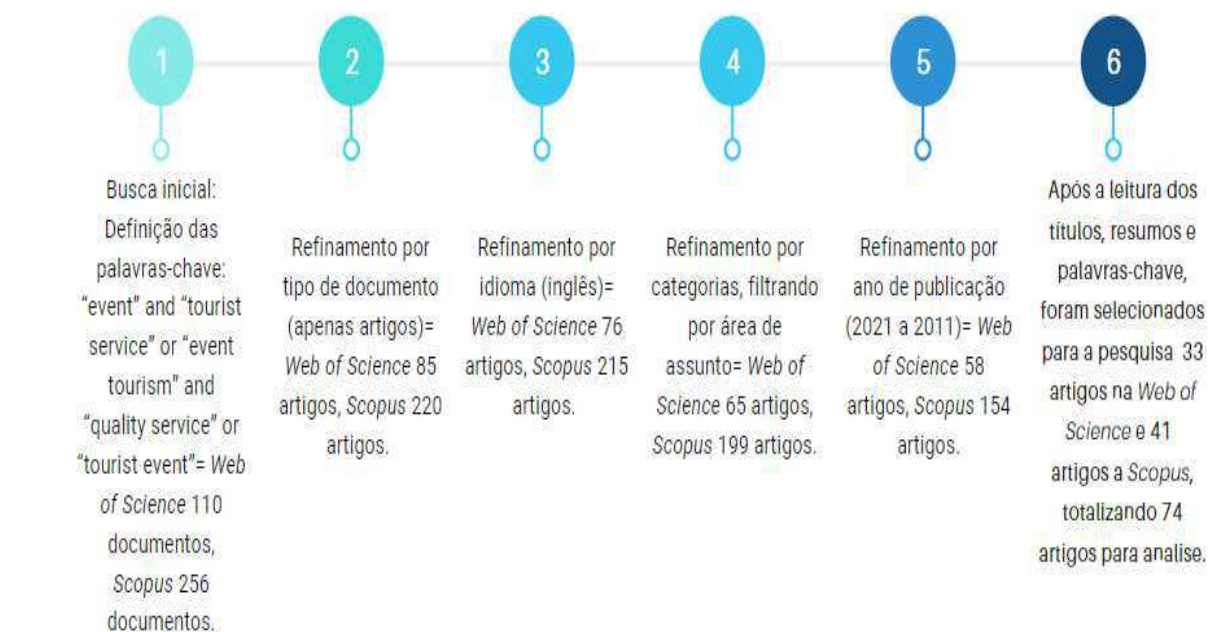 1
2
3
4
5
6
Busca inicial:
Definição das
palavras-chave:
“event” and “tourist
service” or “event
tourism” and
“quality service” or
“tourist event”= Web
of Science 110
documentos,
Scopus 256
documentos.
Refinamento por
tipo de documento
(apenas artigos)=
Web of Science 85
artigos, Scopus 220
artigos.
Refinamento por
idioma (inglês)=
Web of Science 76
artigos, Scopus 215
artigos.
Refinamento por
categorias, filtrando
por área de
assunto= Web of
Science 65 artigos,
Scopus 199 artigos.
Refinamento por
ano de publicação
(2021 a 2011)= Web
of Science 58
artigos, Scopus 154
artigos.
Após a leitura dos
títulos, resumos e
palavras-chave,
foram selecionados
para a pesquisa 33
artigos na Web of
Science e 41
artigos a Scopus,
totalizando 74
artigos para analise.